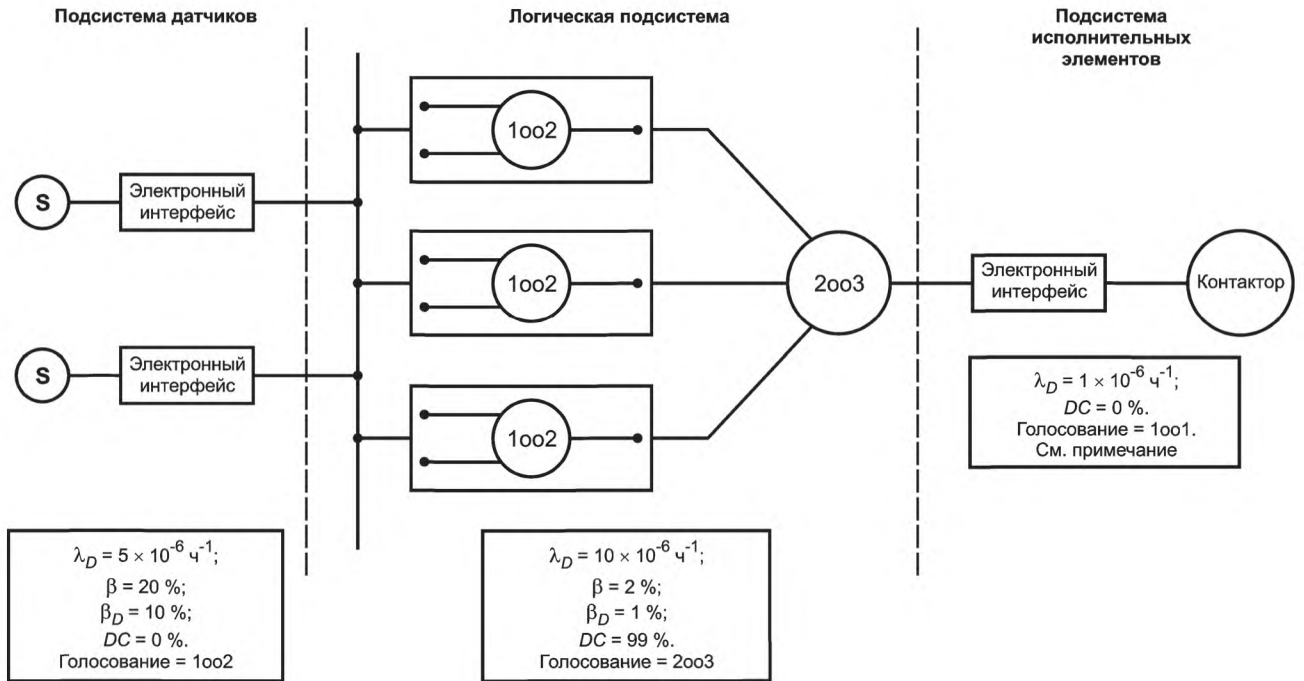 Подсистема датчиков
Логическая подсистема
Подсистема
исполнительных
элементов
S
Электронный
интерфейс
S
Электронный
интерфейс
1oo2
1oo2
1oo2
2oo3
Электронный
интерфейс
Контактор
λD = 5 × 10⁻⁶ ч⁻¹;
β = 20 %;
βD = 10 %;
DC = 0 %.
Голосование = 1oo2
λD = 10 × 10⁻⁶ ч⁻¹;
β = 2 %;
βD = 1 %;
DC = 99 %.
Голосование = 2oo3
λD = 1 × 10⁻⁶ ч⁻¹;
DC = 0 %.
Голосование = 1oo1.
См. примечание